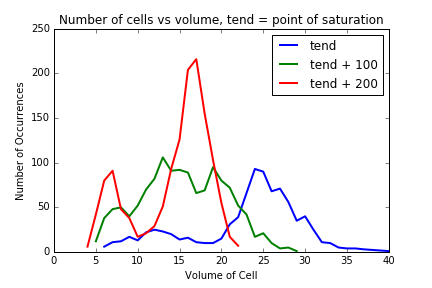 Number of cells vs volume, tend = point of saturation
250
200
150
100
50
0
Number of Occurrences
tend
tend + 100
tend + 200
0 5 10 15 20 25 30 35 40
Volume of Cell